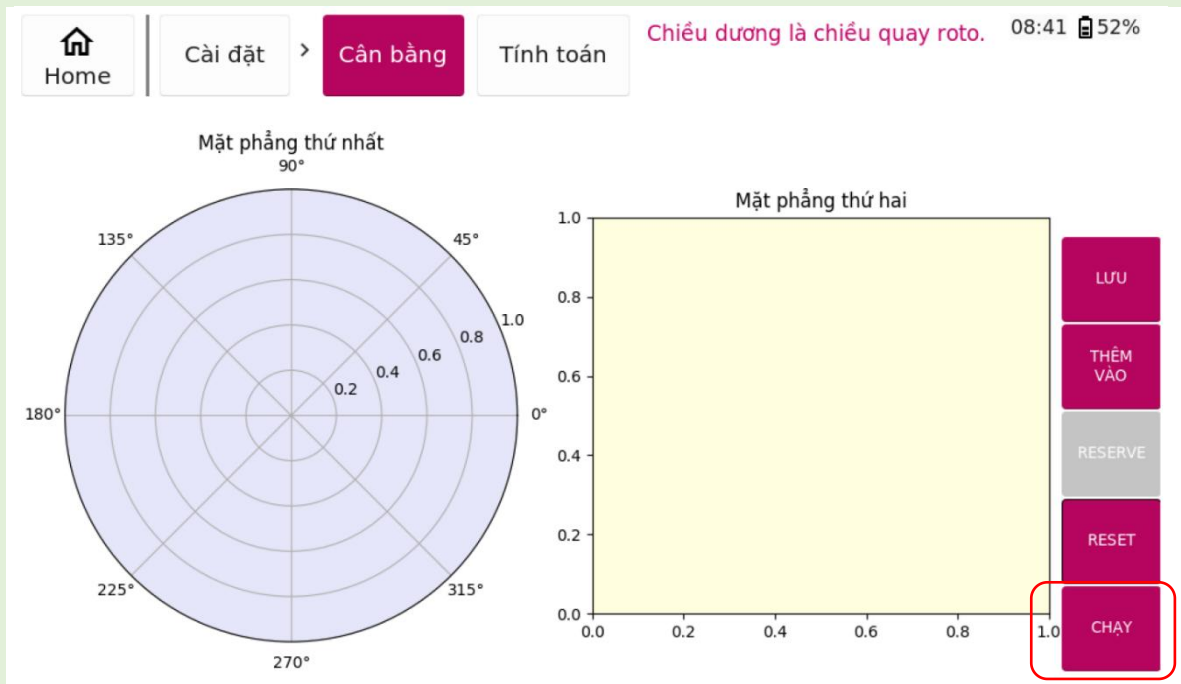 Home
Cài đặt
>
Cân bằng
Tính toán
Chiều dương là chiều quay roto.
08:41
52%
Mặt phẳng thứ nhất
90°
135°
45°
180°
0°
225°
315°
270°
0.2
0.4
0.6
0.8
1.0
Mặt phẳng thứ hai
1.0
0.8
0.6
0.4
0.2
0.0
0.0
0.2
0.4
0.6
0.8
1.0
LƯU
THÊM
VÀO
RESERVE
RESET
CHẠY